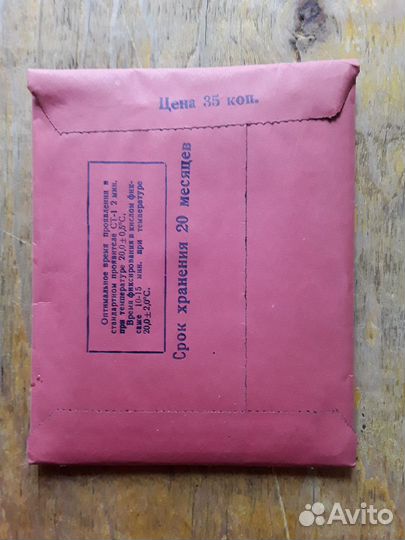 Цена 35 коп.
Оптимальное время проявления в
стандартном проявителе СТ-1 2 мин.
при температуре 20,0±0,5°С.
Время фиксирования в кислом фик-
саже 10-15 мин. при температуре
20,0±2,0°С.
Срок хранения 20 месяцев
Avito